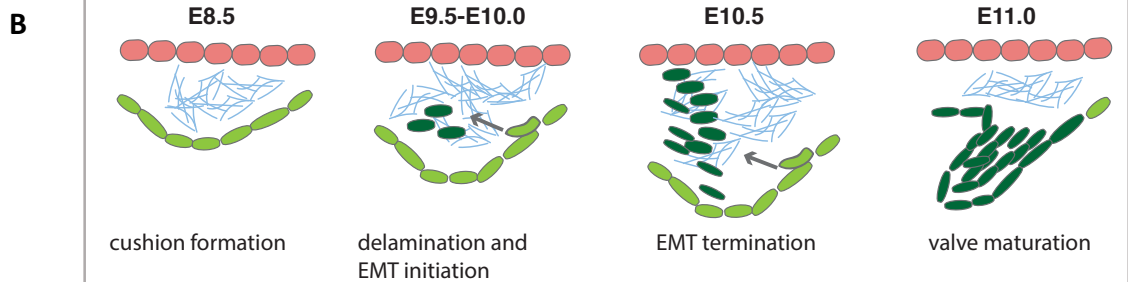 B
E8.5 E9.5-E10.0 E10.5 E11.0
cushion formation delamination and EMT termination valve maturation
EMT initiation